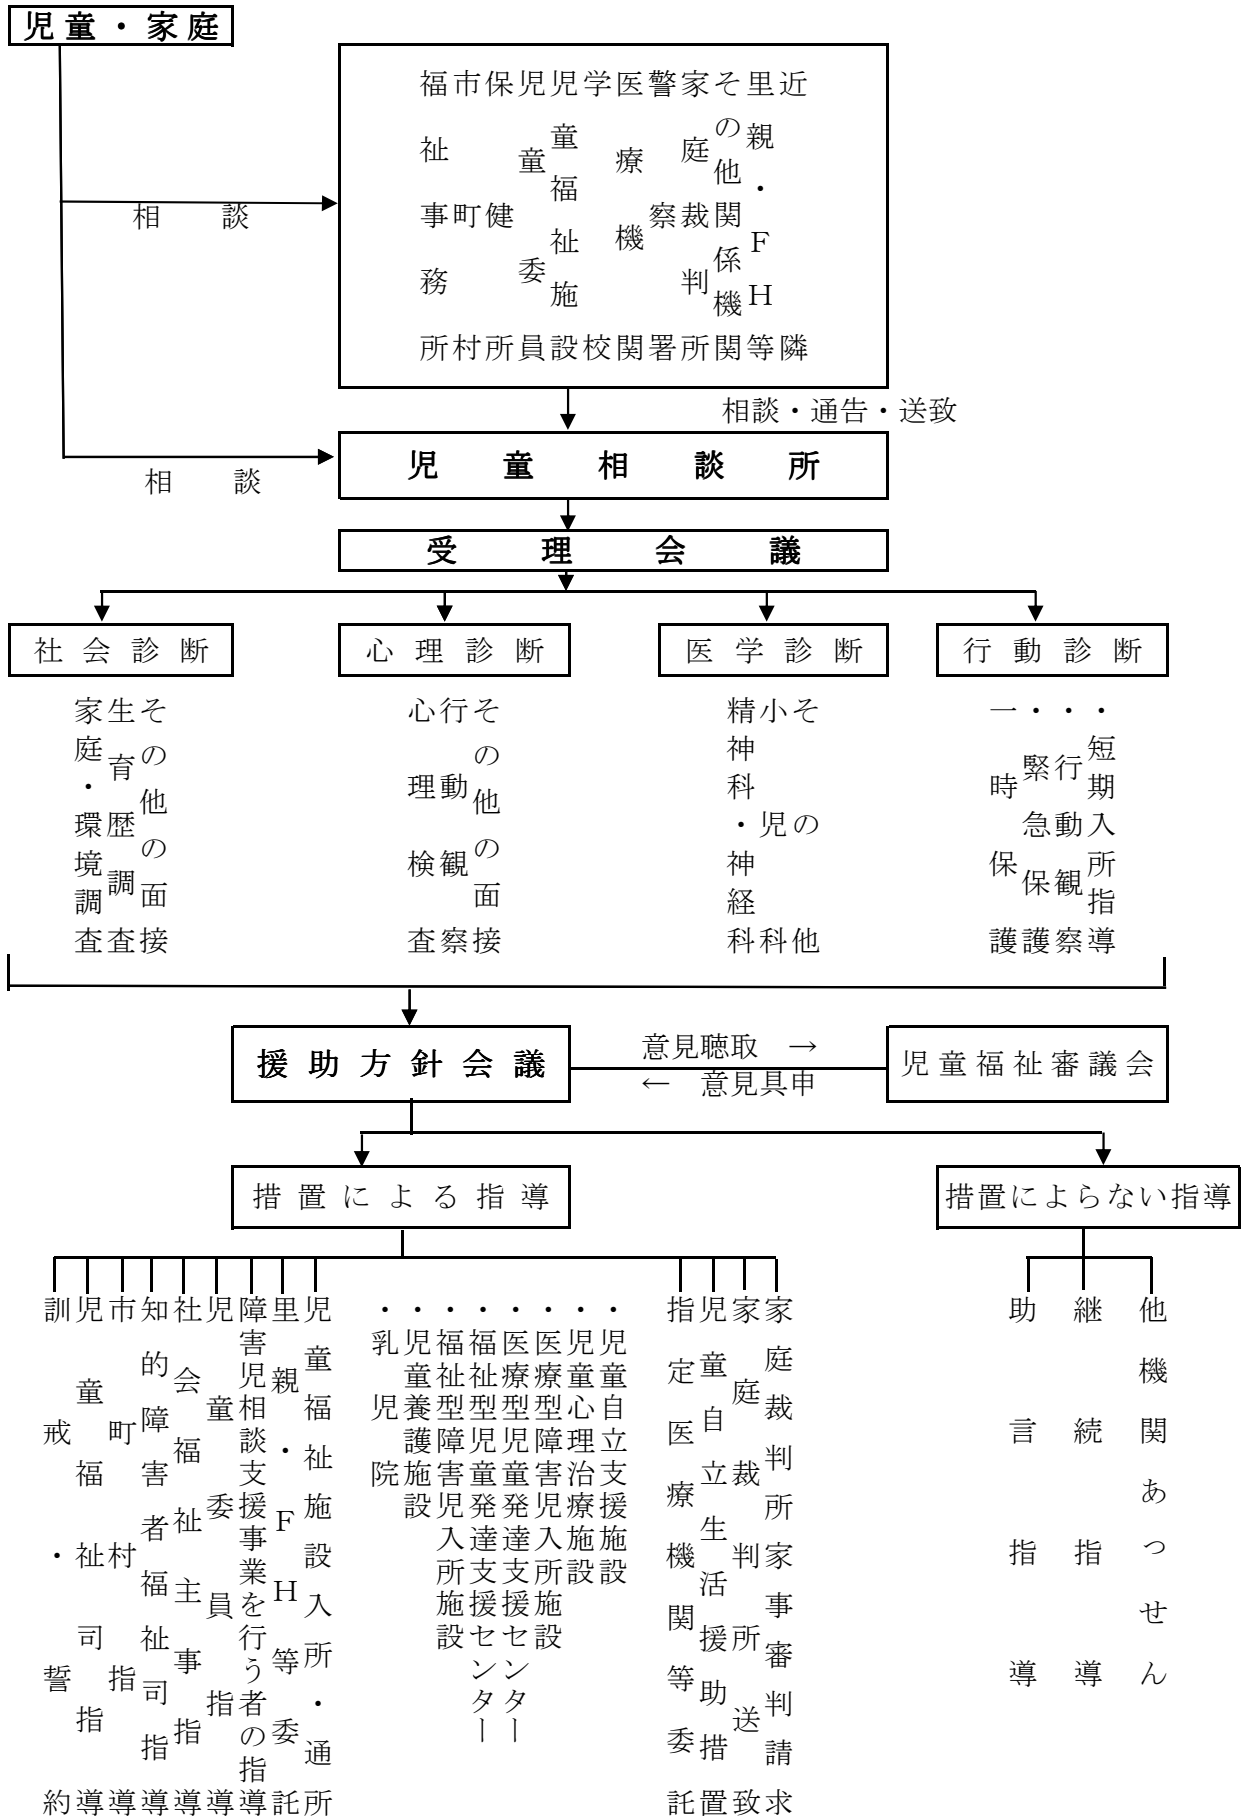 児童・家庭
福祉事務所
市町村
保健所
児童委員
児童福祉施設
学校
医療機関
警察署
家庭裁判所
その他関係機関
里親・ＦＨ等
近隣
相　談
相談・通告・送致
相　談
児童相談所
受理会議
社会診断
心理診断
医学診断
行動診断
家庭・環境調査
生育歴調査
その他の面接
心理検査
行動観察
その他の面接
精神科・神経科
小児科
その他
一時保護
・緊急保護
・行動観察
・短期入所指導
援助方針会議
意見聴取　→
←　意見具申
児童福祉審議会
措置による指導
措置によらない指導
訓戒・誓約
児童福祉司指導
市町村指導
知的障害者福祉司指導
社会福祉主事指導
児童委員指導
障害児相談支援事業を行う者の指導
里親・ＦＨ等委託
児童福祉施設入所・通所
・乳児院
・児童養護施設
・福祉型障害児入所施設
・福祉型児童発達支援センター
・医療型児童発達支援センター
・医療型障害児入所施設
・児童心理治療施設
・児童自立支援施設
指定医療機関等委託
児童自立生活援助措置
家庭裁判所送致
家庭裁判所家事審判請求
助言指導
継続指導
他機関あっせん